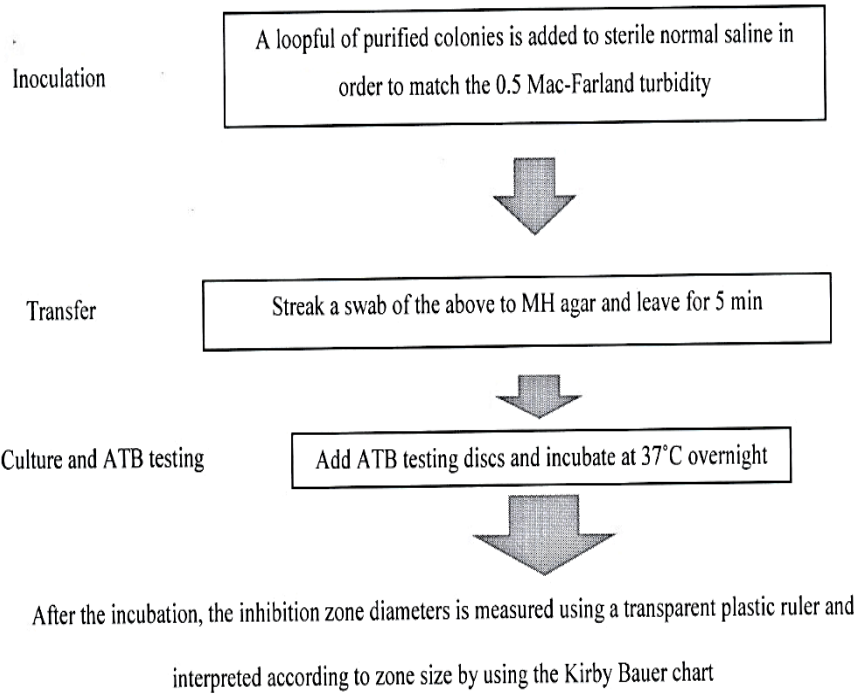 A loopful of purified colonies is added to sterile normal saline in
Inoculation
order to match the 0.5 Mac-Farland turbidity
Transfer
Streak a swab of the above to MH agar and leave for 5 min
Culture and ATB testing
Add ATB testing discs and incubate at 37°C overnight
After the incubation, the inhibition zone diameters is measured using a transparent plastic ruler and
interpreted according to zone size by using the Kirby Bauer chart